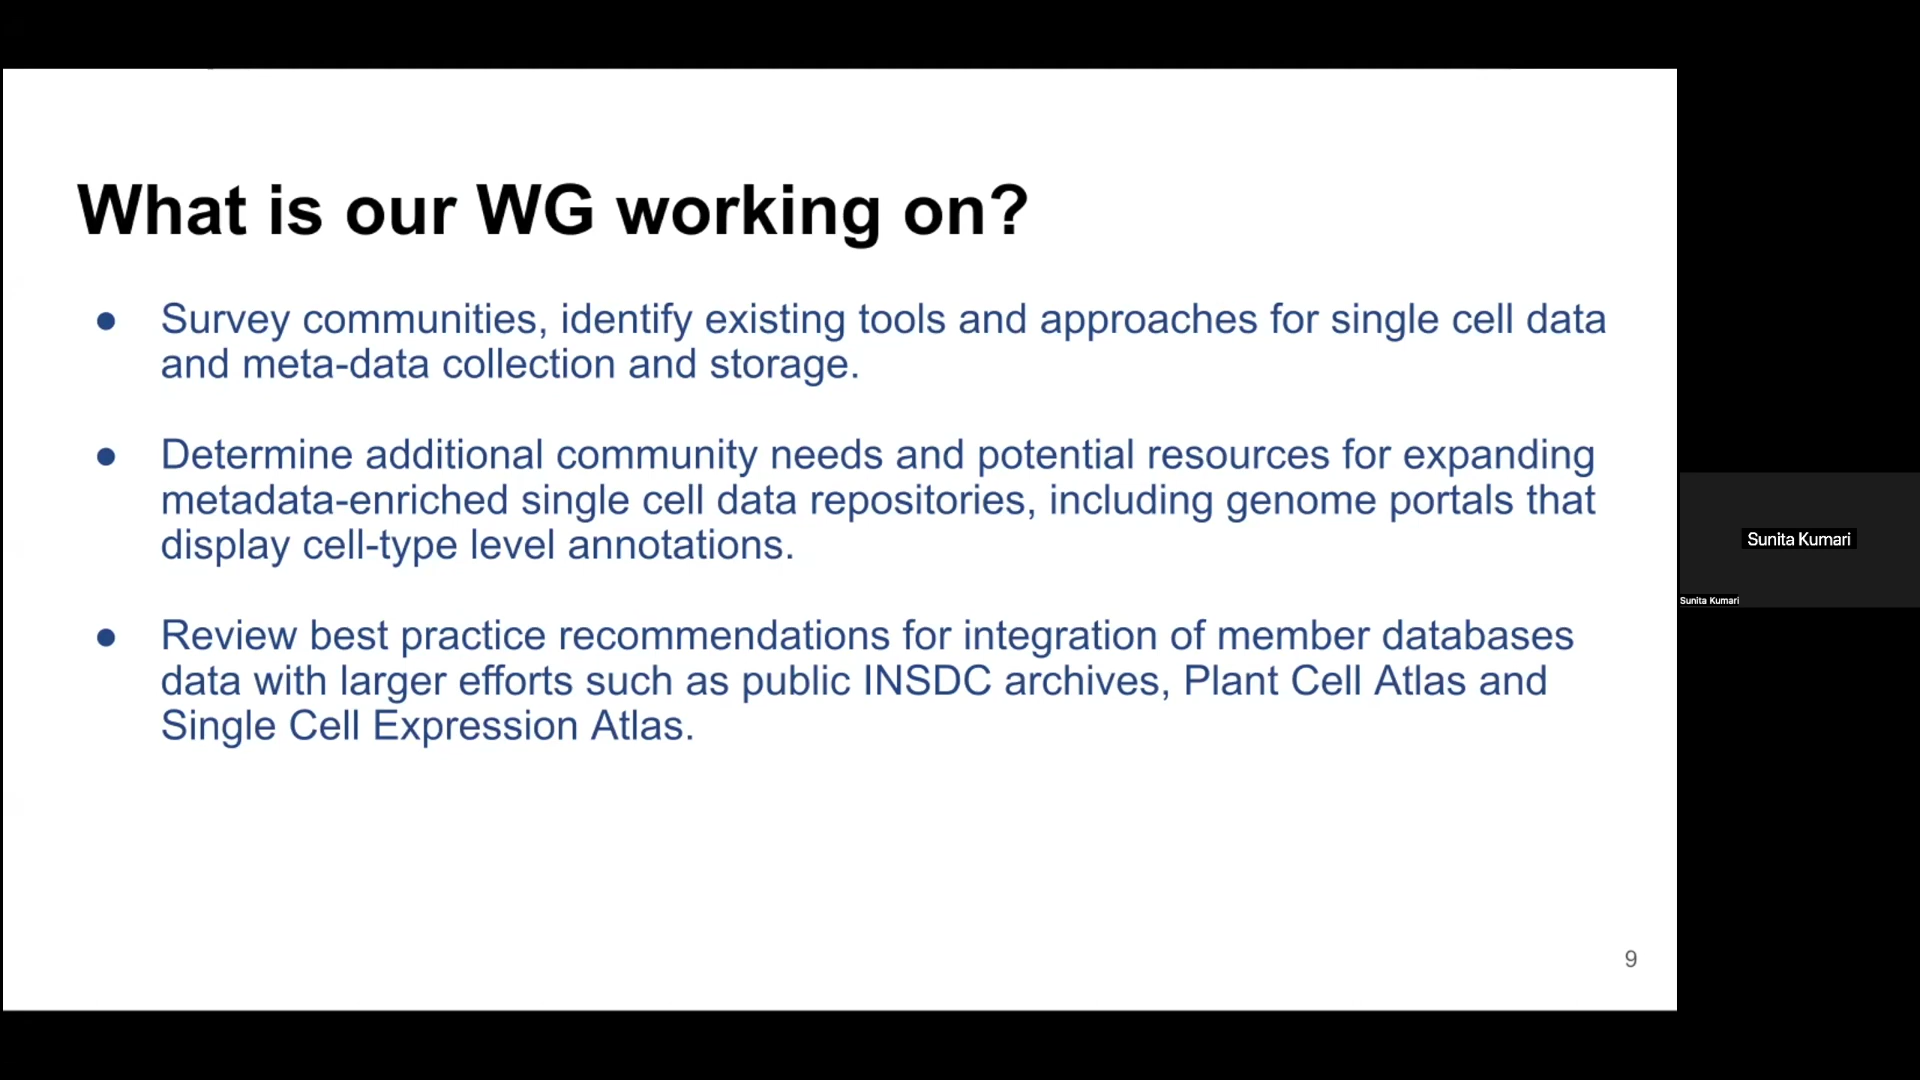 What is our WG working on?
● Survey communities, identify existing tools and approaches for single cell data
and meta-data collection and storage.
● Determine additional community needs and potential resources for expanding
metadata-enriched single cell data repositories, including genome portals that
display cell-type level annotations.
● Review best practice recommendations for integration of member databases
data with larger efforts such as public INSDC archives, Plant Cell Atlas and
Single Cell Expression Atlas.
9
Sunita Kumari
Sunita Kumari